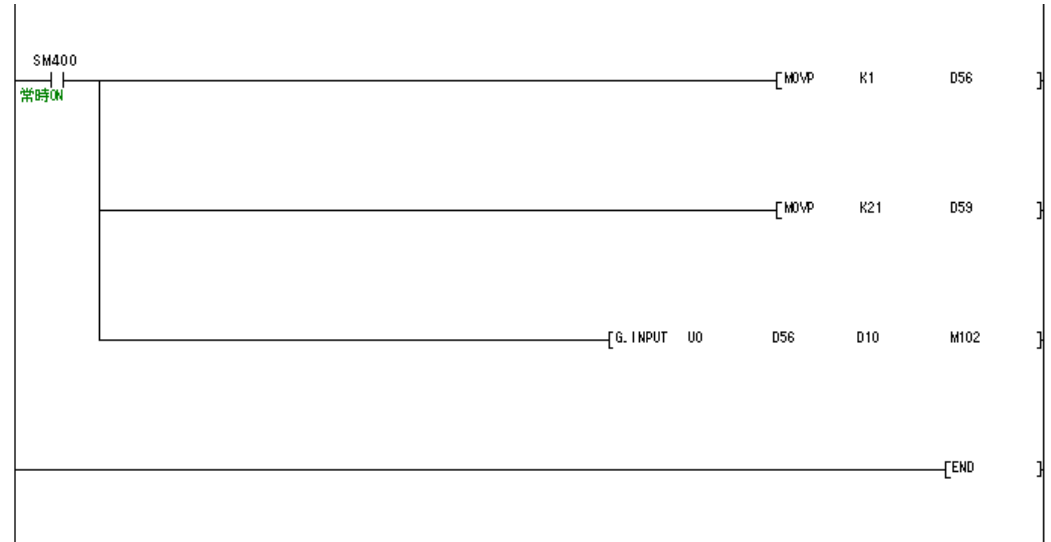 SM400
[MOVP K1 D56 ]
常時ON
[MOVP K21 D59 ]
[G.INPUT U0 D56 D10 M102 ]
[END ]